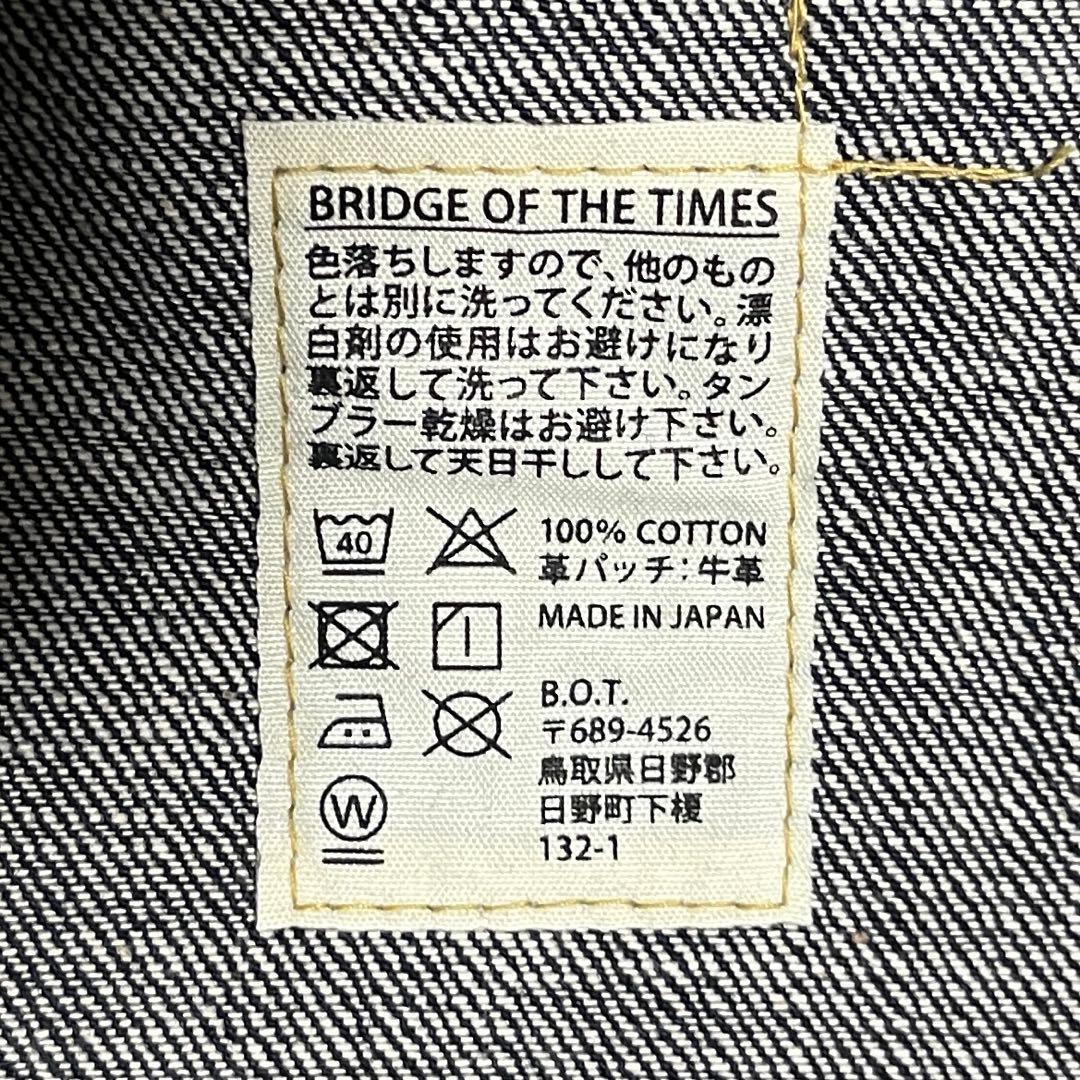 BRIDGE OF THE TIMES
色落ちしますので、他のもの
とは別に洗ってください。漂
白剤の使用はお避けになり
裏返して洗って下さい。タン
ブラー乾燥はお避け下さい。
裏返して天日干しして下さい。
40
100% COTTON
革パッチ:牛革
MADE IN JAPAN
B.O.T.
〒689-4526
鳥取県日野郡
日野町下榎
132-1
W